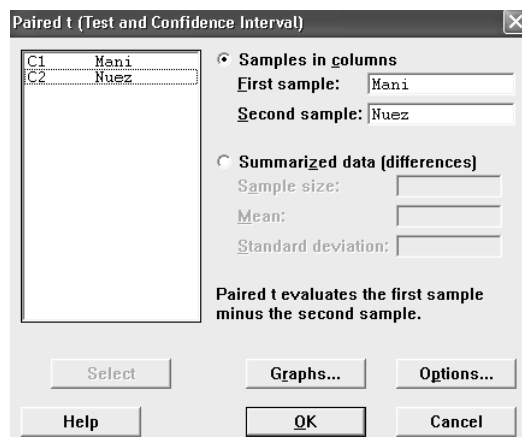 Paired t (Test and Confidence Interval)
C1 Mani
C2 Nuez
Samples in columns
First sample: Mani
Second sample: Nuez
Summarized data (differences)
Sample size:
Mean:
Standard deviation:
Paired t evaluates the first sample
minus the second sample.
Select
Graphs...
Options...
Help
OK
Cancel